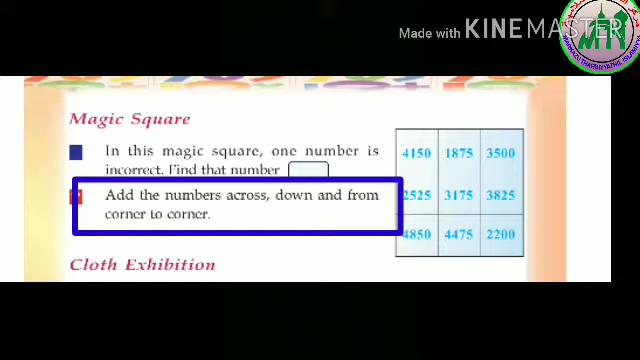 Made with KINEMASTER
Magic Square
In this magic square, one number is
incorrect. Find that number
4150 1875 3500
Add the numbers across, down and from
corner to corner.
2525 3175 3825
4850 4475 2200
Cloth Exhibition